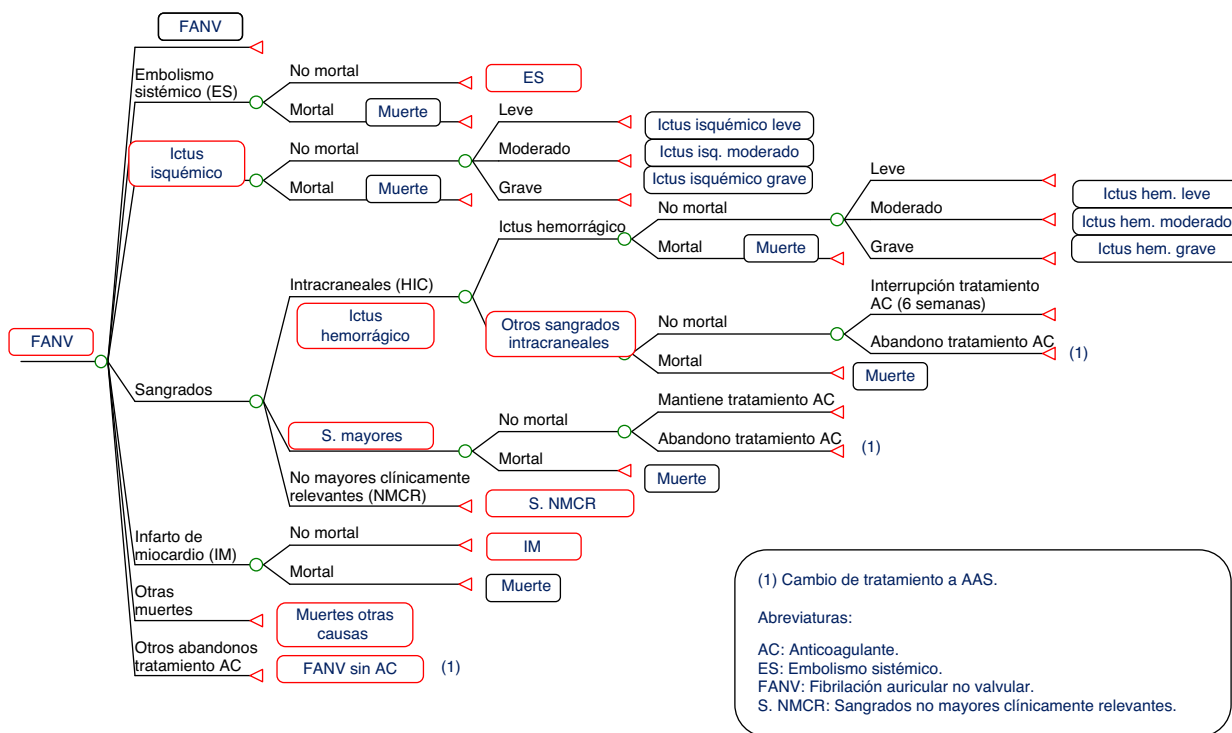 FANV
Embolismo
sistémico (ES)
No mortal
ES
Mortal
Muerte
Ictus
isquémico
No mortal
Mortal
Muerte
Leve
Ictus isquémico leve
Moderado
Ictus isq. moderado
Grave
Ictus isquémico grave
FANV
Sangrados
Intracraneales (HIC)
Ictus
hemorrágico
Ictus hemorrágico
No mortal
Leve
Ictus hem. leve
Moderado
Ictus hem. moderado
Grave
Ictus hem. grave
Mortal
Muerte
Otros sangrados
intracraneales
No mortal
Interrupción tratamiento
AC (6 semanas)
Abandono tratamiento AC
(1)
Mortal
Muerte
S. mayores
No mortal
Mantiene tratamiento AC
Abandono tratamiento AC
(1)
Mortal
Muerte
No mayores clínicamente
relevantes (NMCR)
S. NMCR
Infarto de
miocardio (IM)
No mortal
IM
Mortal
Muerte
Otras
muertes
Muertes otras
causas
Otros abandonos
tratamiento AC
FANV sin AC
(1)
(1) Cambio de tratamiento a AAS.
Abreviaturas:
AC: Anticoagulante.
ES: Embolismo sistémico.
FANV: Fibrilación auricular no valvular.
S. NMCR: Sangrados no mayores clínicamente relevantes.